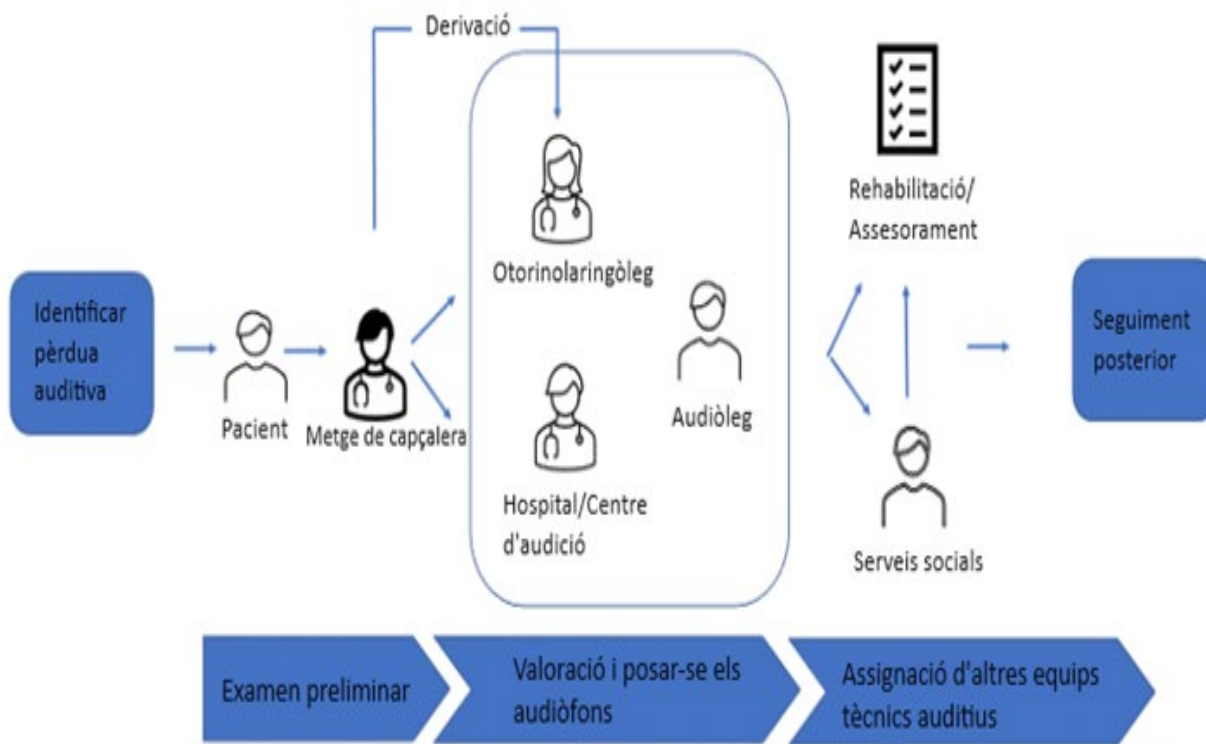 Derivació
Otorinolaringòleg
Rehabilitació/
Assesorament
Identificar
pèrdua
auditiva
Pacient
Metge de capçalera
Audiòleg
Hospital/Centre
d'audició
Serveis socials
Seguiment
posterior
Examen preliminar
Valoració i posar-se els
audiòfons
Assignació d'altres equips
tècnics auditius